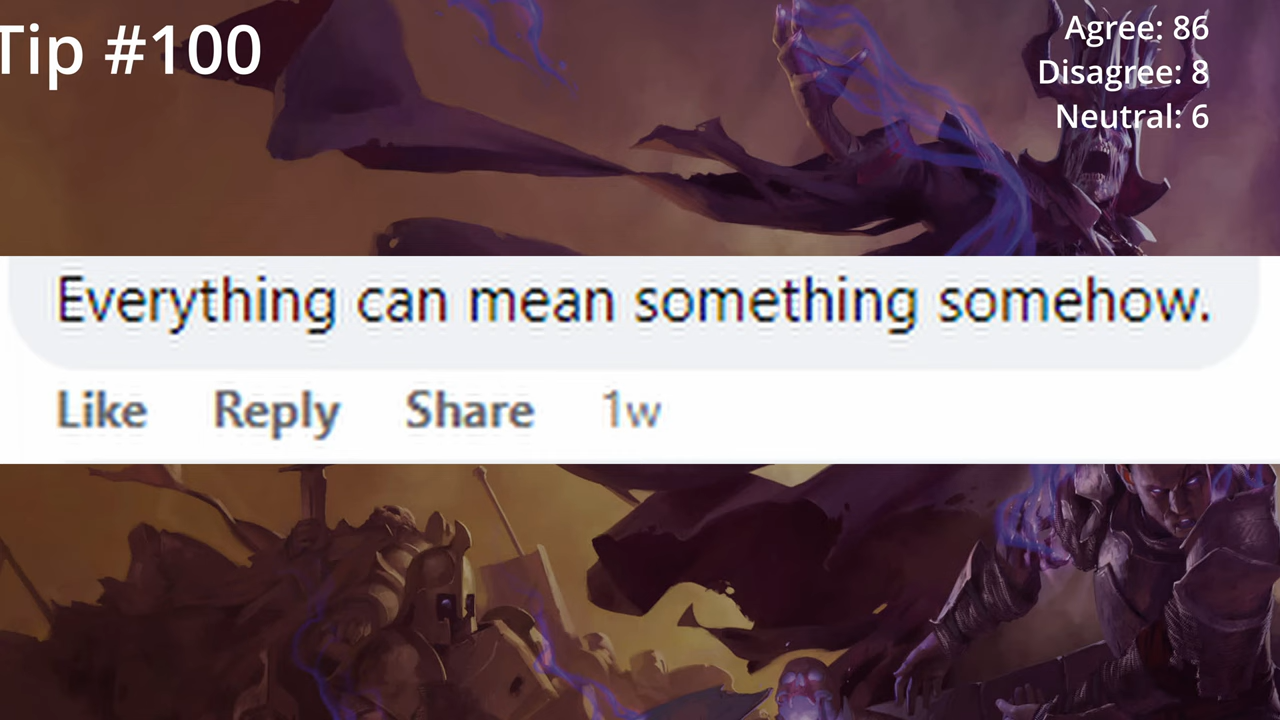 Tip #100
Agree: 86
Disagree: 8
Neutral: 6
Everything can mean something somehow.
Like Reply Share 1w